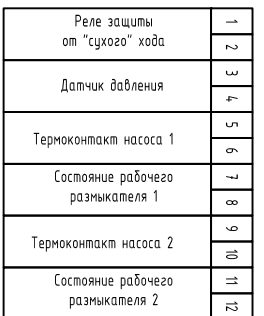 Реле защиты
от "сухого" хода
1
2
Датчик давления
3
4
Термоконтакт насоса 1
5
6
Состояние рабочего
размыкателя 1
7
8
Термоконтакт насоса 2
9
10
Состояние рабочего
размыкателя 2
11
12